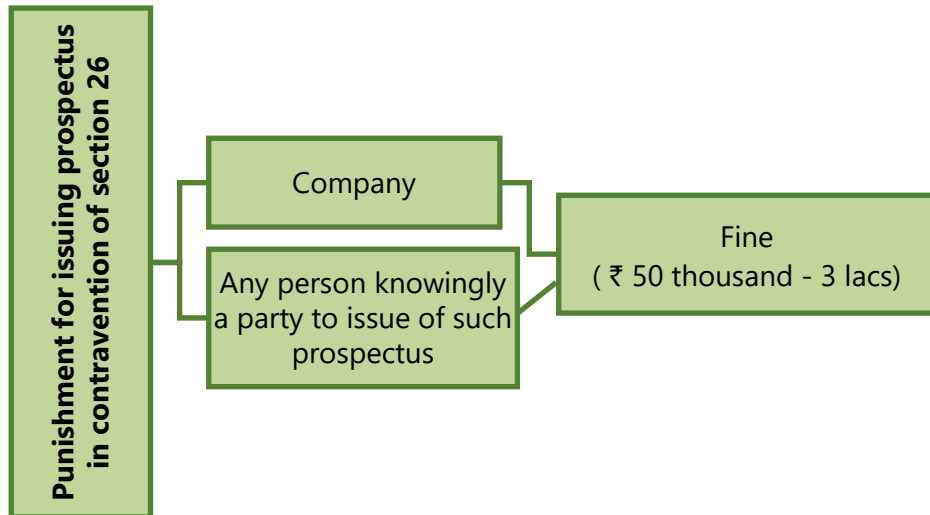 Punishment for issuing prospectus
in contravention of section 26
Company
Any person knowingly
a party to issue of such
prospectus
Fine
( ₹ 50 thousand - 3 lacs)